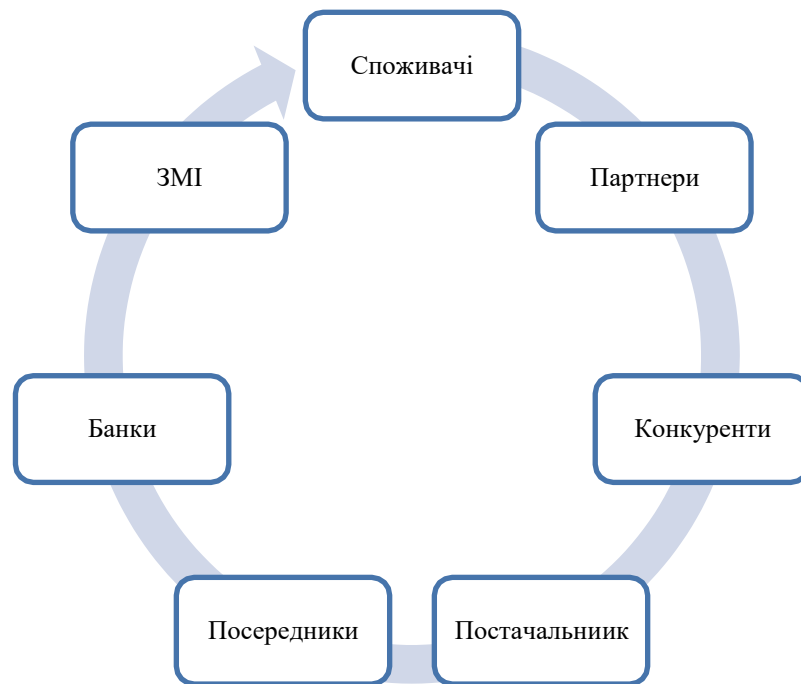 Споживачі
Партнери
Конкуренти
Постачальниик
Посередники
Банки
ЗМІ